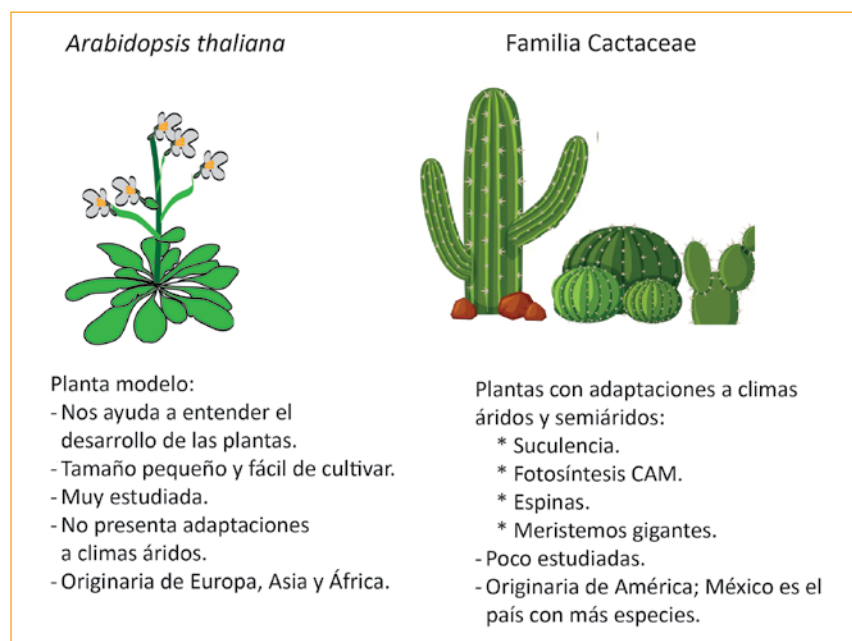 Arabidopsis thaliana
Planta modelo:
- Nos ayuda a entender el
desarrollo de las plantas.
- Tamaño pequeño y fácil de cultivar.
- Muy estudiada.
- No presenta adaptaciones
a climas áridos.
- Originaria de Europa, Asia y África.
Familia Cactaceae
Plantas con adaptaciones a climas
áridos y semiáridos:
* Suculencia.
* Fotosíntesis CAM.
* Espinas.
* Meristemos gigantes.
- Poco estudiadas.
- Originaria de América; México es el
país con más especies.